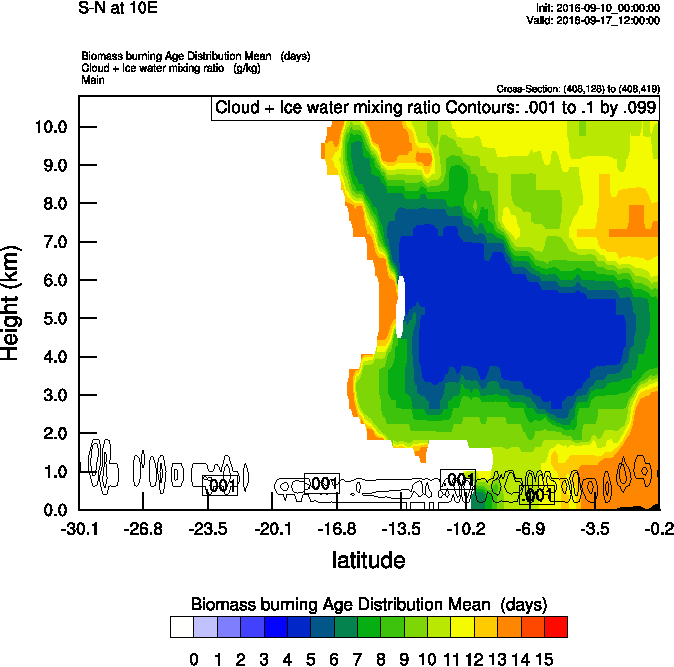 S-N at 10E
Init: 2016-09-10_00:00:00
Valid: 2016-09-17_12:00:00
Biomass burning Age Distribution Mean (days)
Cloud + Ice water mixing ratio (g/kg)
Main
Cross-Section: (408,128) to (408,419)
Cloud + Ice water mixing ratio Contours: .001 to .1 by .099
10.0
9.0
8.0
7.0
6.0
5.0
4.0
3.0
2.0
1.0
0.0
Height (km)
.001 .001 .001 .001
-30.1 -26.8 -23.5 -20.1 -16.8 -13.5 -10.2 -6.9 -3.5 -0.2
latitude
Biomass burning Age Distribution Mean (days)
0 1 2 3 4 5 6 7 8 9 10 11 12 13 14 15